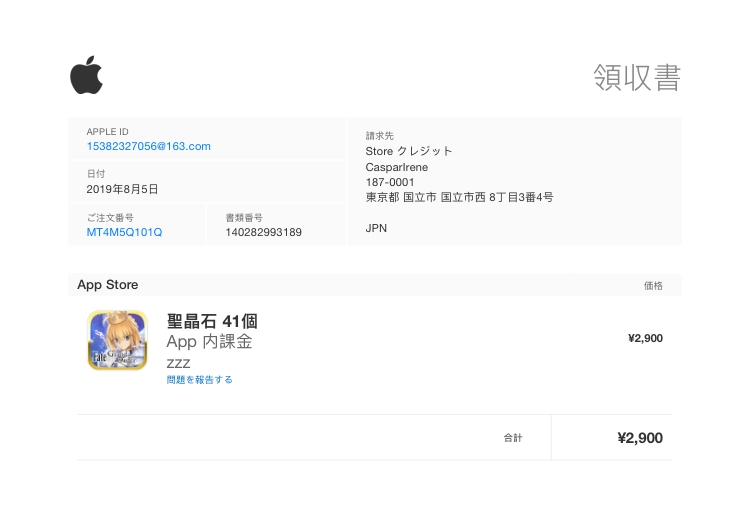 領収書
APPLE ID
15382327056@163.com
日付
2019年8月5日
ご注文番号
MT4M5Q101Q
書類番号
140282993189
請求先
Store クレジット
CasparIrene
187-0001
東京都 国立市 国立市西 8丁目3番4号
JPN
App Store
価格
聖晶石 41個
App 内課金
zzz
問題を報告する
¥2,900
Fate
Grand Order
合計
¥2,900